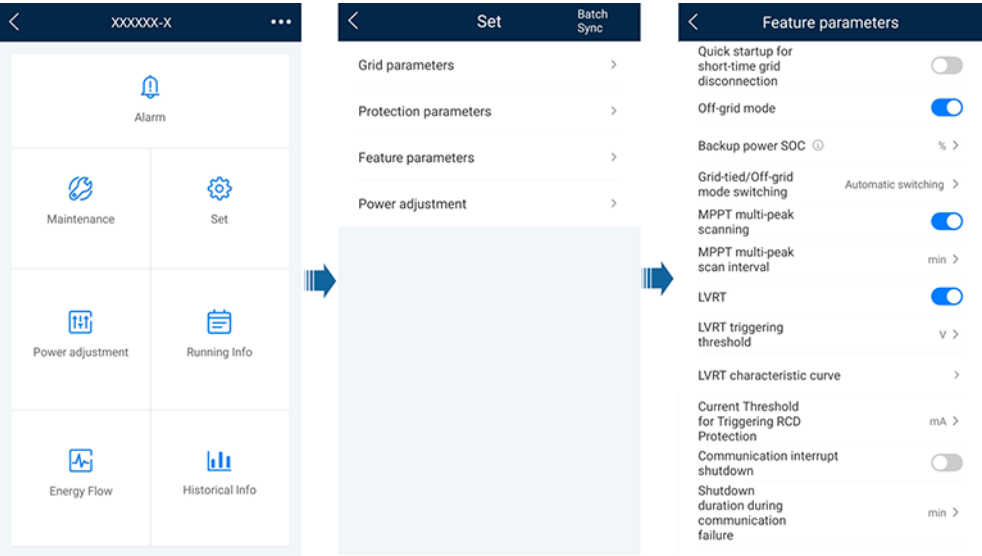 XXXXXX-X
Alarm
Maintenance
Set
Power adjustment
Running Info
Energy Flow
Historical Info
Set
Batch
Sync
Grid parameters
Protection parameters
Feature parameters
Power adjustment
Feature parameters
Quick startup for
short-time grid
disconnection
Off-grid mode
Backup power SOC
%
Grid-tied/Off-grid
mode switching
Automatic switching
MPPT multi-peak
scanning
MPPT multi-peak
scan interval
min
LVRT
LVRT triggering
threshold
V
LVRT characteristic curve
Current Threshold
for Triggering RCD
Protection
mA
Communication interrupt
shutdown
Shutdown
duration during
communication
failure
min